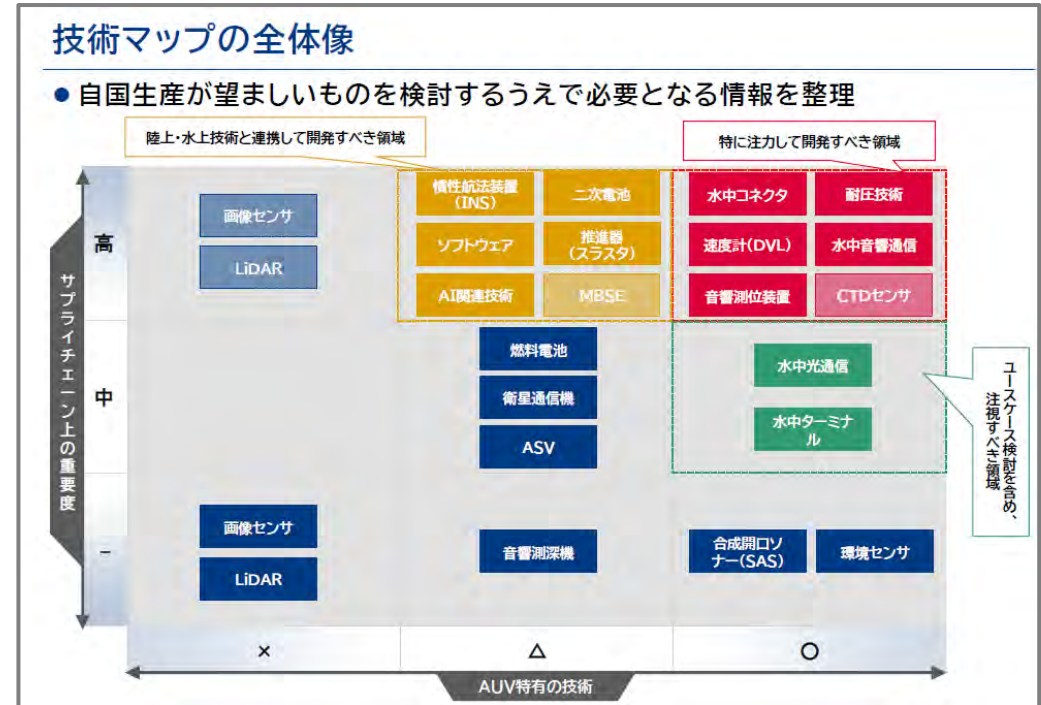 技術マップの全体像
●自国生産が望ましいものを検討するうえで必要となる情報を整理
陸上・水上技術と連携して開発すべき領域
特に注力して開発すべき領域
サプライチェーン上の重要度
高
画像センサ
LiDAR
慣性航法装置
(INS)
二次電池
ソフトウェア
推進器
(スラスタ)
AI関連技術
MBSE
水中コネクタ
耐圧技術
速度計(DVL)
水中音響通信
音響測位装置
CTDセンサ
中
燃料電池
衛星通信機
ASV
水中光通信
水中ターミナ
ル
ユースケース検討を含め、
注視すべき領域
-
画像センサ
LiDAR
音響測深機
合成開口ソ
ナー(SAS)
環境センサ
×
△
○
AUV特有の技術